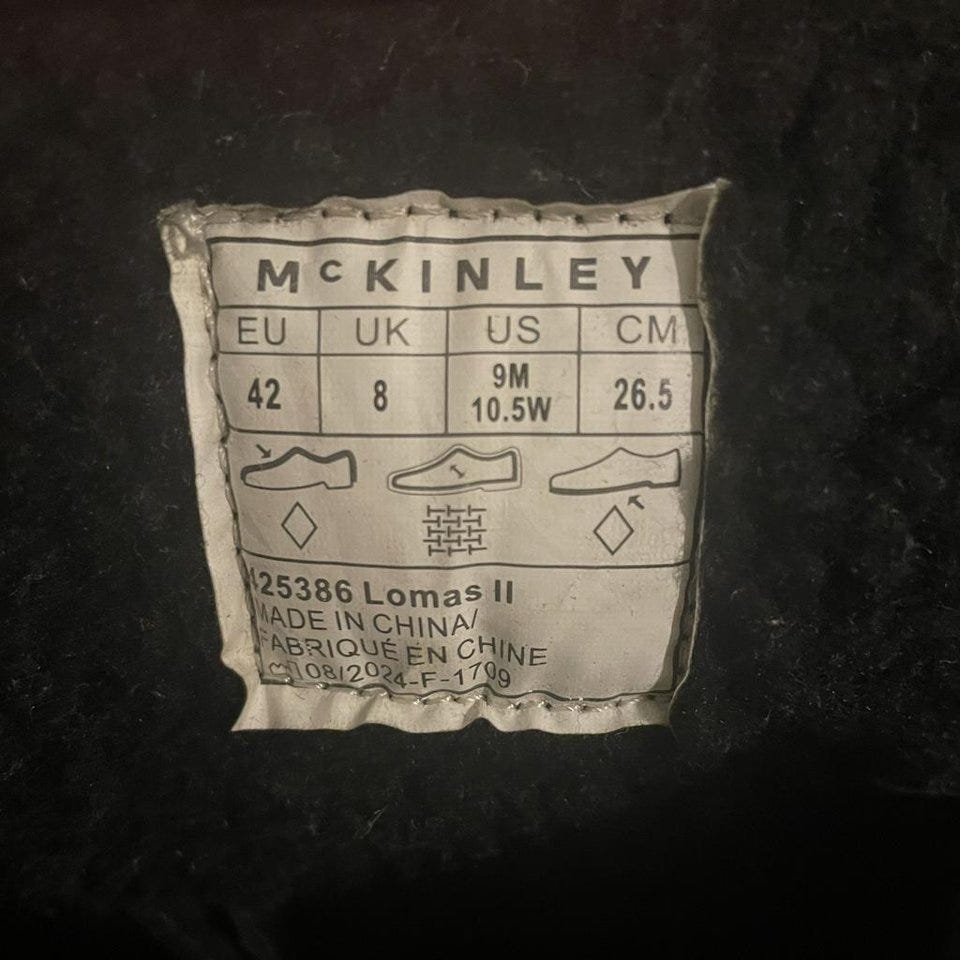 McKINLEY
EU UK US CM
42 8 9M 10.5W 26.5
425386 Lomas II
MADE IN CHINA/
FABRIQUÉ EN CHINE
08/2024-F-1709